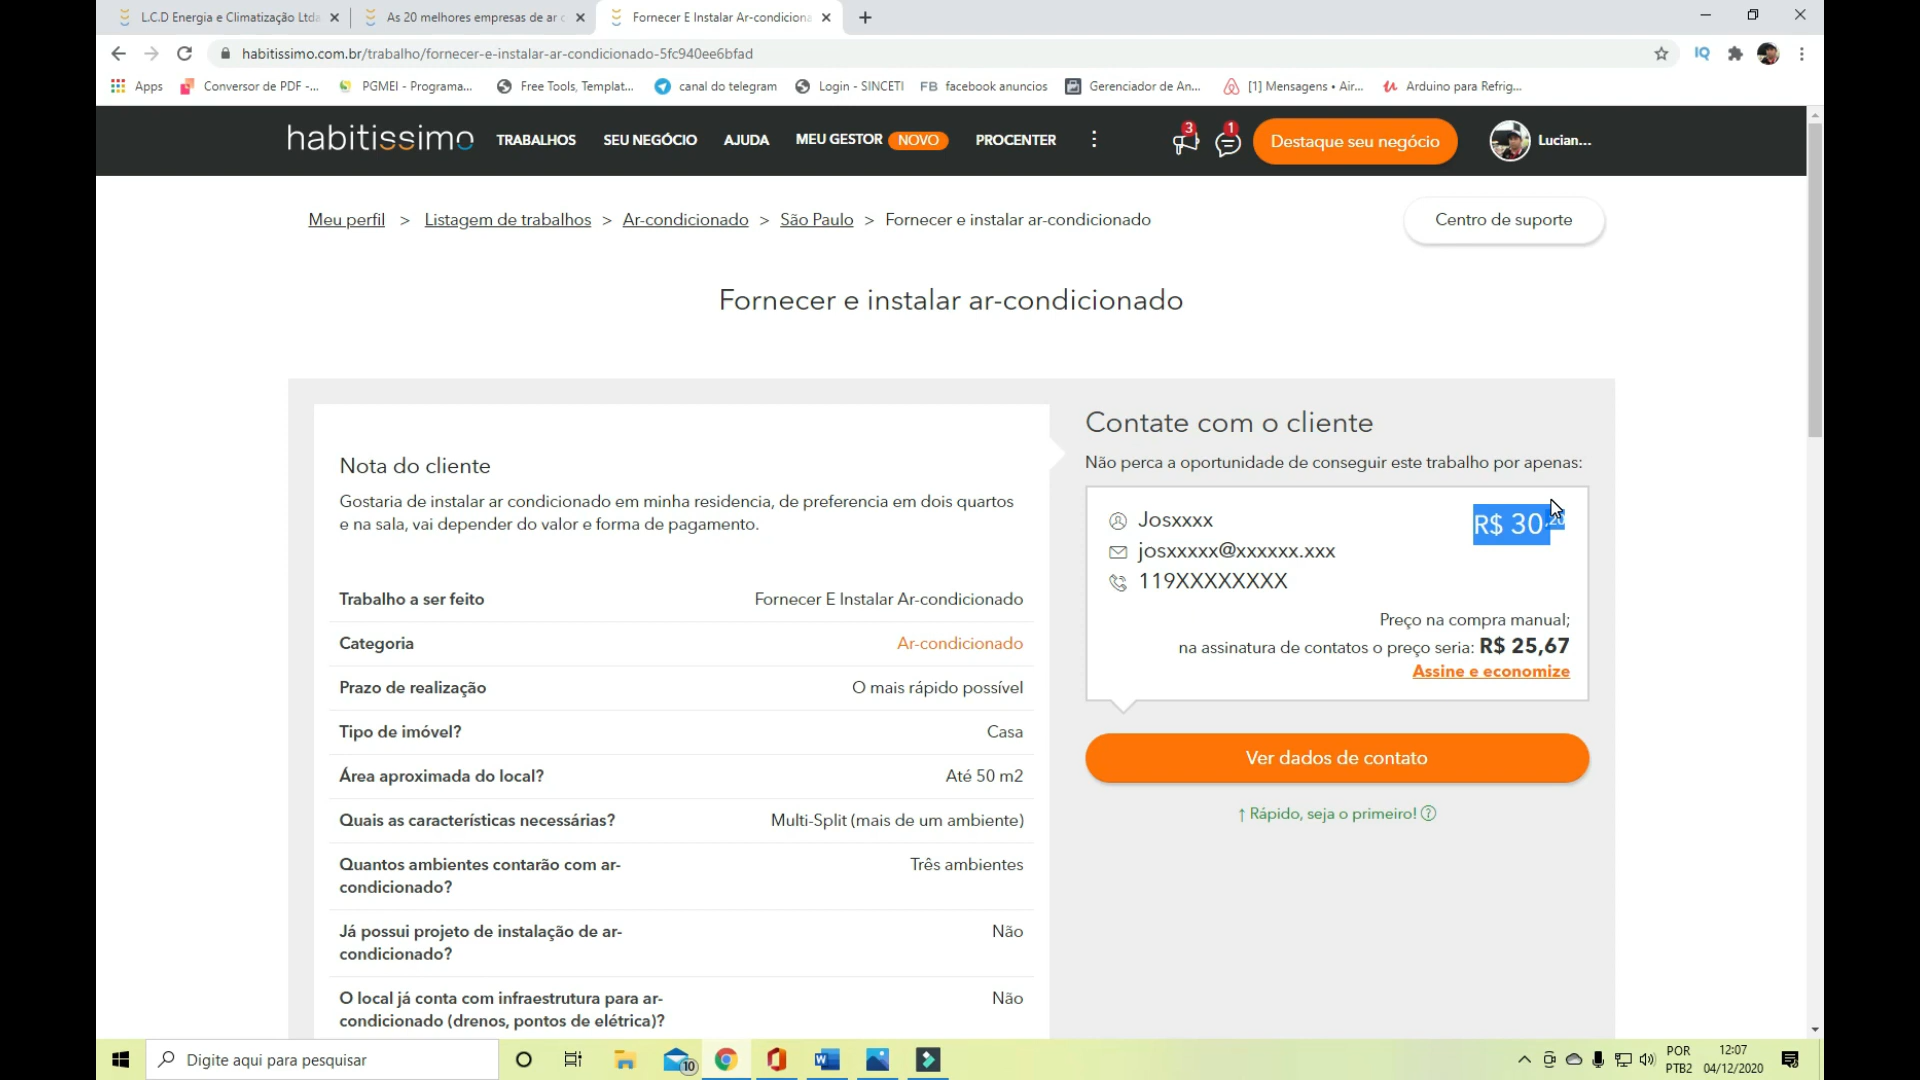 L.C.D Energia e Climatização Ltda
As 20 melhores empresas de ar c
Fornecer E Instalar Ar-condiciona
habitissimo.com.br/trabalho/fornecer-e-instalar-ar-condicionado-5fc940ee6bfad
IQ
Apps
Conversor de PDF -...
PGMEI - Programa...
Free Tools, Templat...
canal do telegram
Login - SINCETI
FB facebook anuncios
Gerenciador de An...
[1] Mensagens • Air...
Arduino para Refrig...
habitissimo
TRABALHOS
SEU NEGÓCIO
AJUDA
MEU GESTOR NOVO
PROCENTER
3
1
Destaque seu negócio
Lucian...
Meu perfil > Listagem de trabalhos > Ar-condicionado > São Paulo > Fornecer e instalar ar-condicionado
Centro de suporte
Fornecer e instalar ar-condicionado
Nota do cliente
Gostaria de instalar ar condicionado em minha residencia, de preferencia em dois quartos
e na sala, vai depender do valor e forma de pagamento.
Trabalho a ser feito Fornecer E Instalar Ar-condicionado
Categoria Ar-condicionado
Prazo de realização O mais rápido possível
Tipo de imóvel? Casa
Área aproximada do local? Até 50 m2
Quais as características necessárias? Multi-Split (mais de um ambiente)
Quantos ambientes contarão com ar- Três ambientes
condicionado?
Já possui projeto de instalação de ar- Não
condicionado?
O local já conta com infraestrutura para ar- Não
condicionado (drenos, pontos de elétrica)?
Contate com o cliente
Não perca a oportunidade de conseguir este trabalho por apenas:
Josxxxx
R$ 30,20
josxxxxx@xxxxxx.xxx
119XXXXXXXX
Preço na compra manual;
na assinatura de contatos o preço seria: R$ 25,67
Assine e economize
Ver dados de contato
↑ Rápido, seja o primeiro! ?
Digite aqui para pesquisar
10
POR
PTB2
12:07
04/12/2020